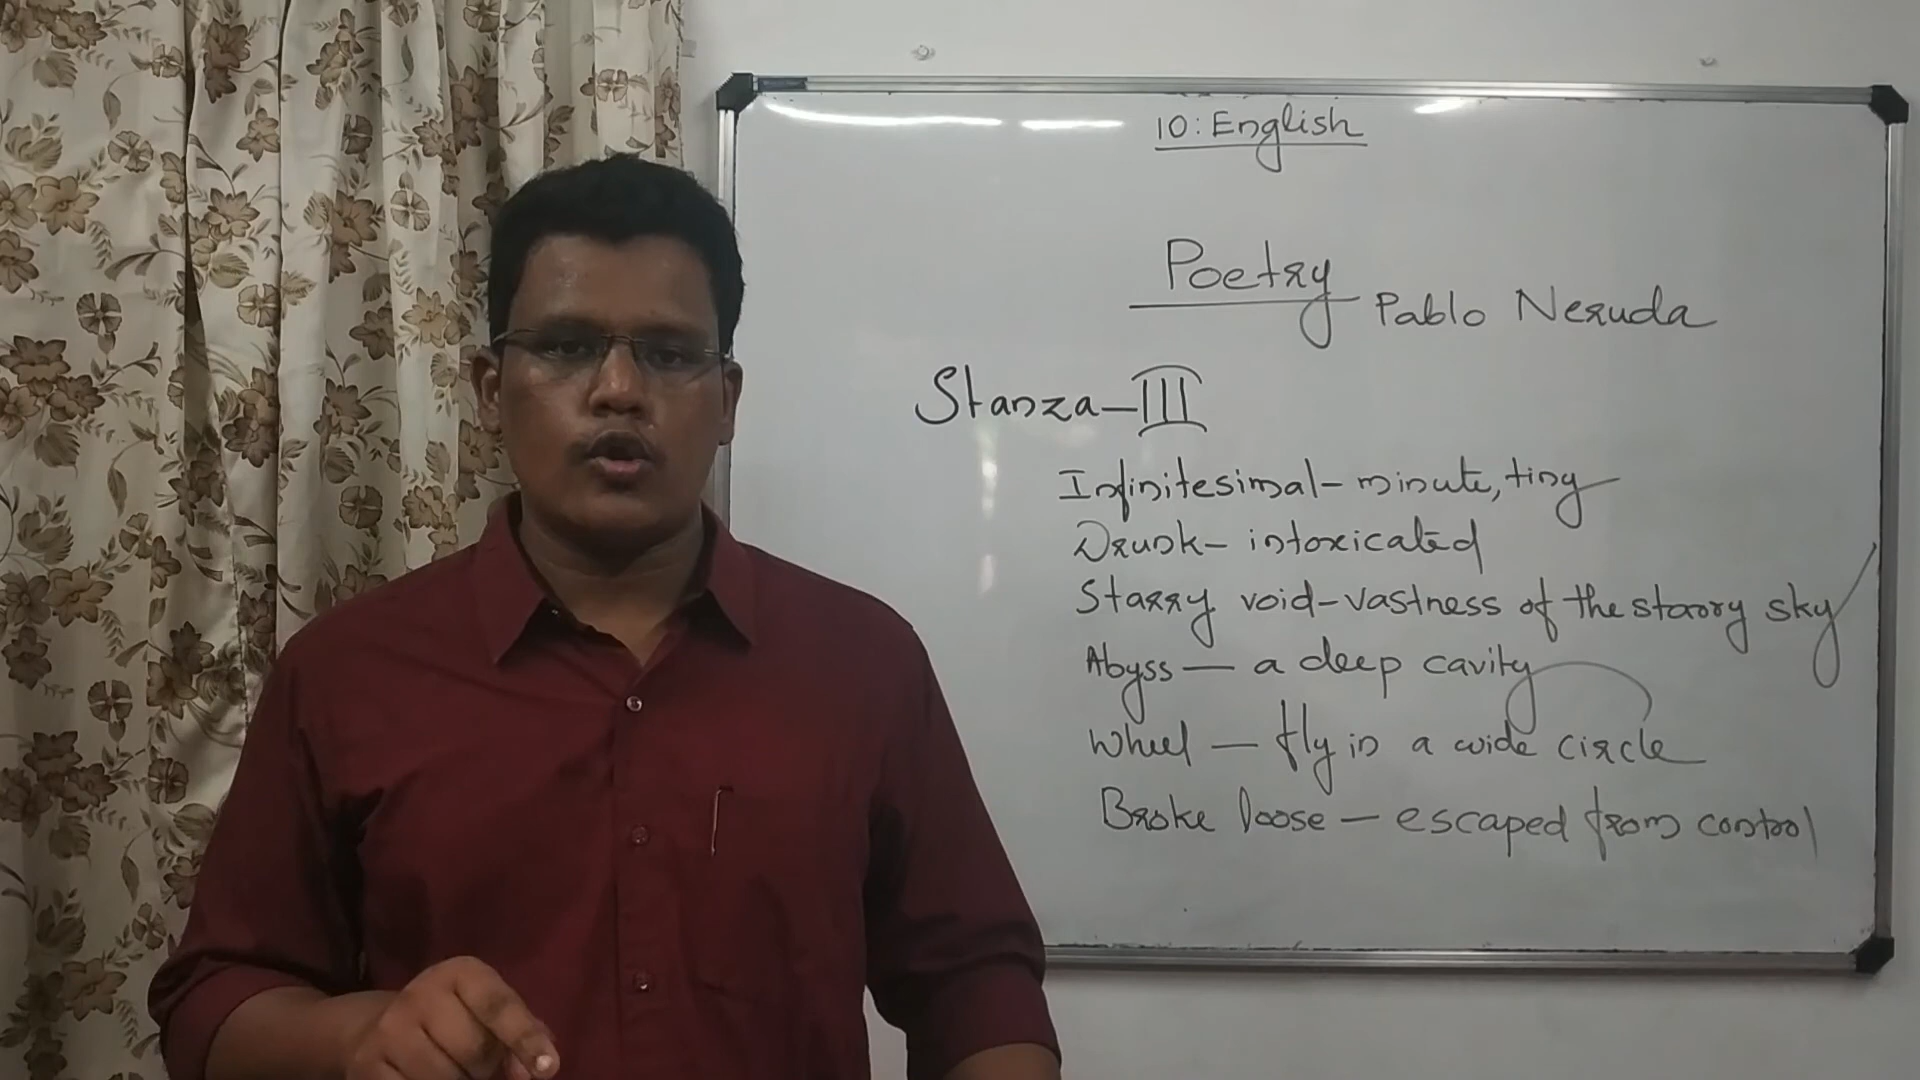 10: English
Poetry
Pablo Neruda
Stanza-III
Infinitesimal- minute, tiny
Drunk- intoxicated
Starry void-vastness of the starry sky
Abyss — a deep cavity
Wheel — fly in a wide circle
Broke loose — escaped from control